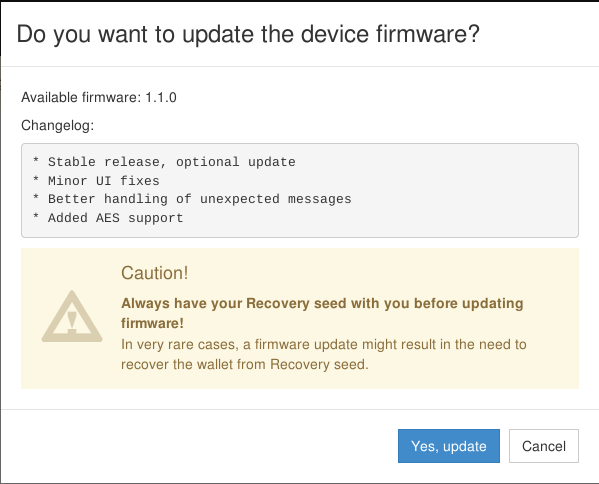 Do you want to update the device firmware?
Available firmware: 1.1.0
Changelog:
* Stable release, optional update
* Minor UI fixes
* Better handling of unexpected messages
* Added AES support
Caution!
Always have your Recovery seed with you before updating
firmware!
In very rare cases, a firmware update might result in the need to
recover the wallet from Recovery seed.
Yes, update
Cancel